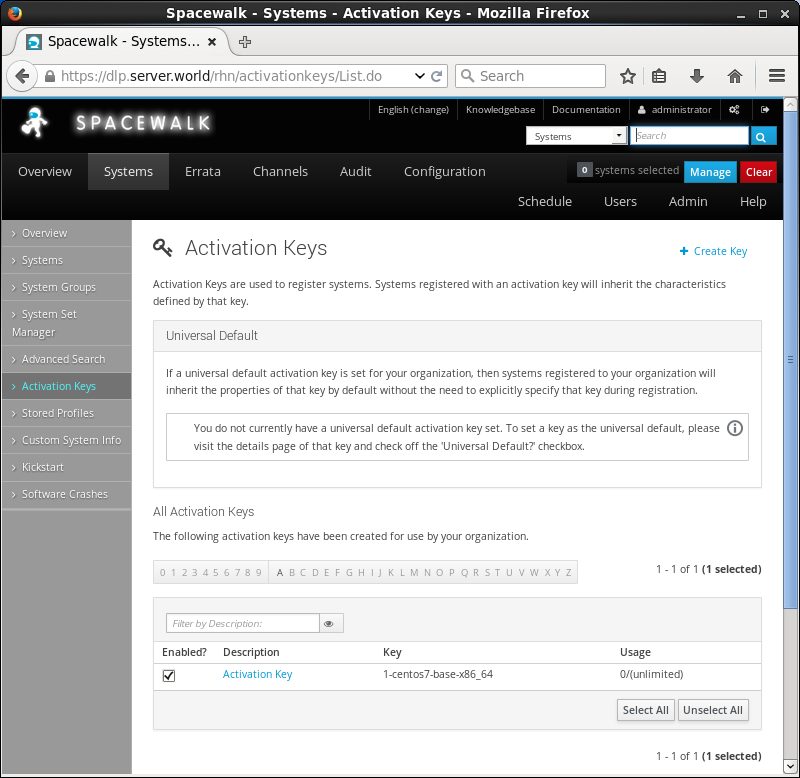 Spacewalk - Systems - Activation Keys - Mozilla Firefox
Spacewalk - Systems...
https://dlp.server.world/rhn/activationkeys/List.do
Search
English (change)
Knowledgebase
Documentation
administrator
SPACEWALK
Systems
Search
Overview
Systems
Errata
Channels
Audit
Configuration
0 systems selected
Manage
Clear
Schedule
Users
Admin
Help
Overview
Systems
System Groups
System Set
Manager
Advanced Search
Activation Keys
Stored Profiles
Custom System Info
Kickstart
Software Crashes
Activation Keys
Create Key
Activation Keys are used to register systems. Systems registered with an activation key will inherit the characteristics
defined by that key.
Universal Default
If a universal default activation key is set for your organization, then systems registered to your organization will
inherit the properties of that key by default without the need to explicitly specify that key during registration.
You do not currently have a universal default activation key set. To set a key as the universal default, please
visit the details page of that key and check off the 'Universal Default?' checkbox.
All Activation Keys
The following activation keys have been created for use by your organization.
0 1 2 3 4 5 6 7 8 9 A B C D E F G H I J K L M N O P Q R S T U V W X Y Z
1 - 1 of 1 (1 selected)
Filter by Description:
Enabled? Description Key Usage
Activation Key 1-centos7-base-x86_64 0/(unlimited)
Select All
Unselect All
1 - 1 of 1 (1 selected)